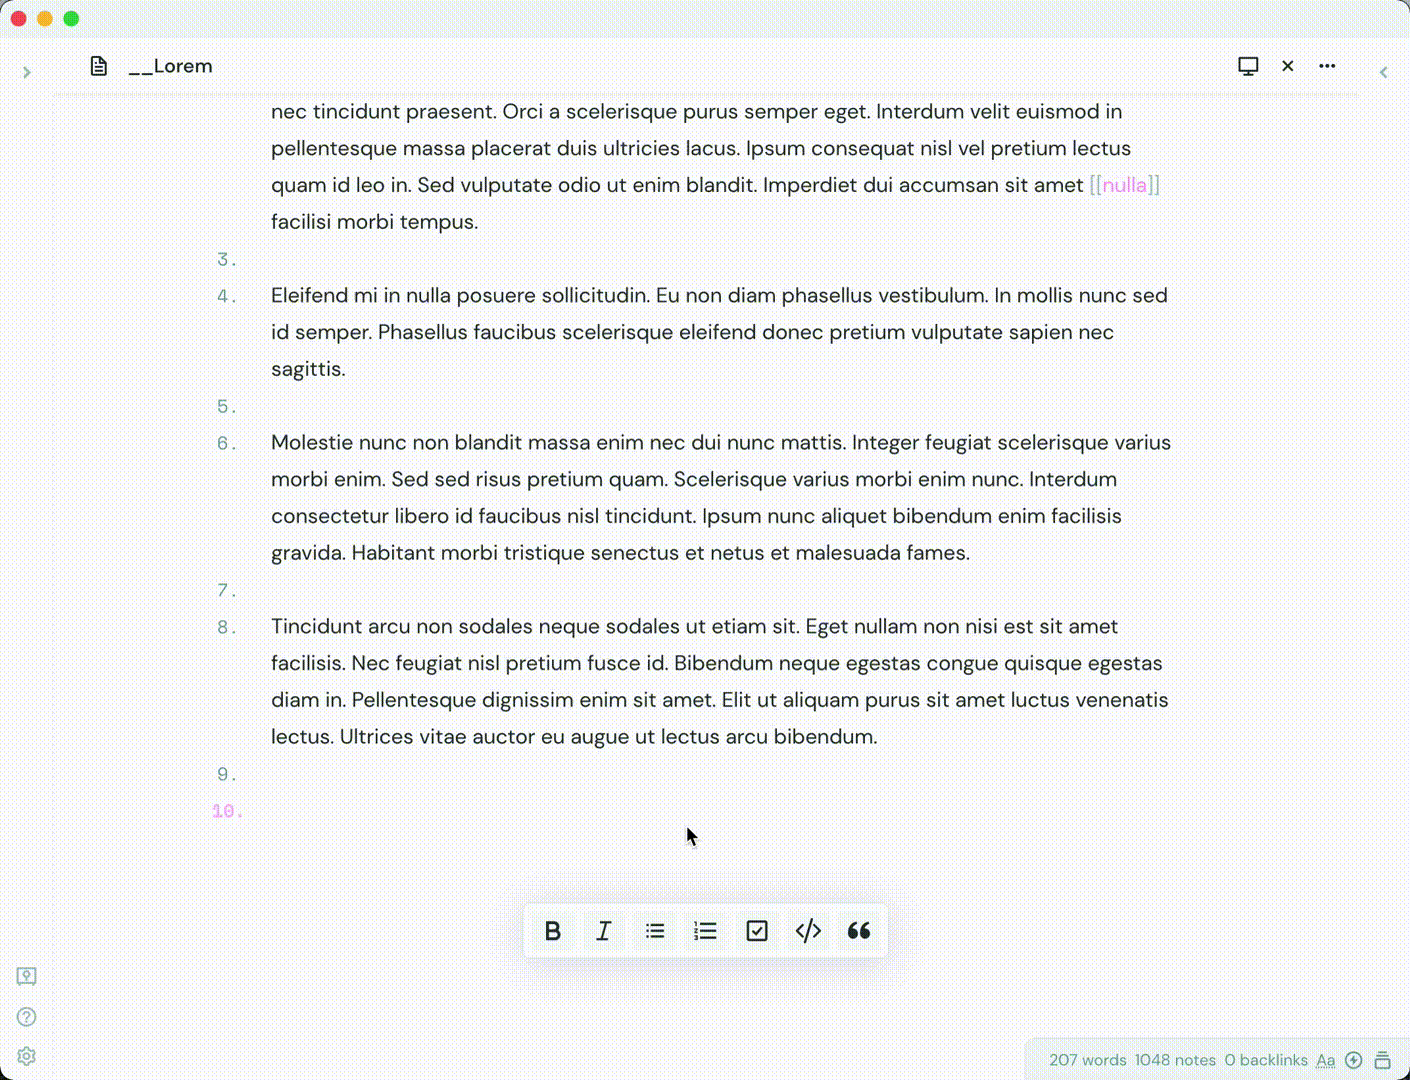 __Lorem
nec tincidunt praesent. Orci a scelerisque purus semper eget. Interdum velit euismod in
pellentesque massa placerat duis ultricies lacus. Ipsum consequat nisl vel pretium lectus
quam id leo in. Sed vulputate odio ut enim blandit. Imperdiet dui accumsan sit amet [[nulla]]
facilisi morbi tempus.
3.
4. Eleifend mi in nulla posuere sollicitudin. Eu non diam phasellus vestibulum. In mollis nunc sed
id semper. Phasellus faucibus scelerisque eleifend donec pretium vulputate sapien nec
sagittis.
5.
6. Molestie nunc non blandit massa enim nec dui nunc mattis. Integer feugiat scelerisque varius
morbi enim. Sed sed risus pretium quam. Scelerisque varius morbi enim nunc. Interdum
consectetur libero id faucibus nisl tincidunt. Ipsum nunc aliquet bibendum enim facilisis
gravida. Habitant morbi tristique senectus et netus et malesuada fames.
7.
8. Tincidunt arcu non sodales neque sodales ut etiam sit. Eget nullam non nisi est sit amet
facilisis. Nec feugiat nisl pretium fusce id. Bibendum neque egestas congue quisque egestas
diam in. Pellentesque dignissim enim sit amet. Elit ut aliquam purus sit amet luctus venenatis
lectus. Ultrices vitae auctor eu augue ut lectus arcu bibendum.
9.
10.
B I
207 words 1048 notes 0 backlinks Aa